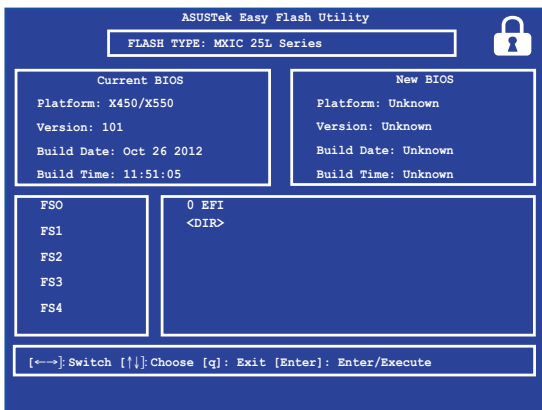 ASUSTek Easy Flash Utility
FLASH TYPE: MXIC 25L Series
Current BIOS
Platform: X450/X550
Version: 101
Build Date: Oct 26 2012
Build Time: 11:51:05
New BIOS
Platform: Unknown
Version: Unknown
Build Date: Unknown
Build Time: Unknown
FSO
FS1
FS2
FS3
FS4
0 EFI
<DIR>
[←→]: Switch [↑↓]: Choose [q]: Exit [Enter]: Enter/Execute